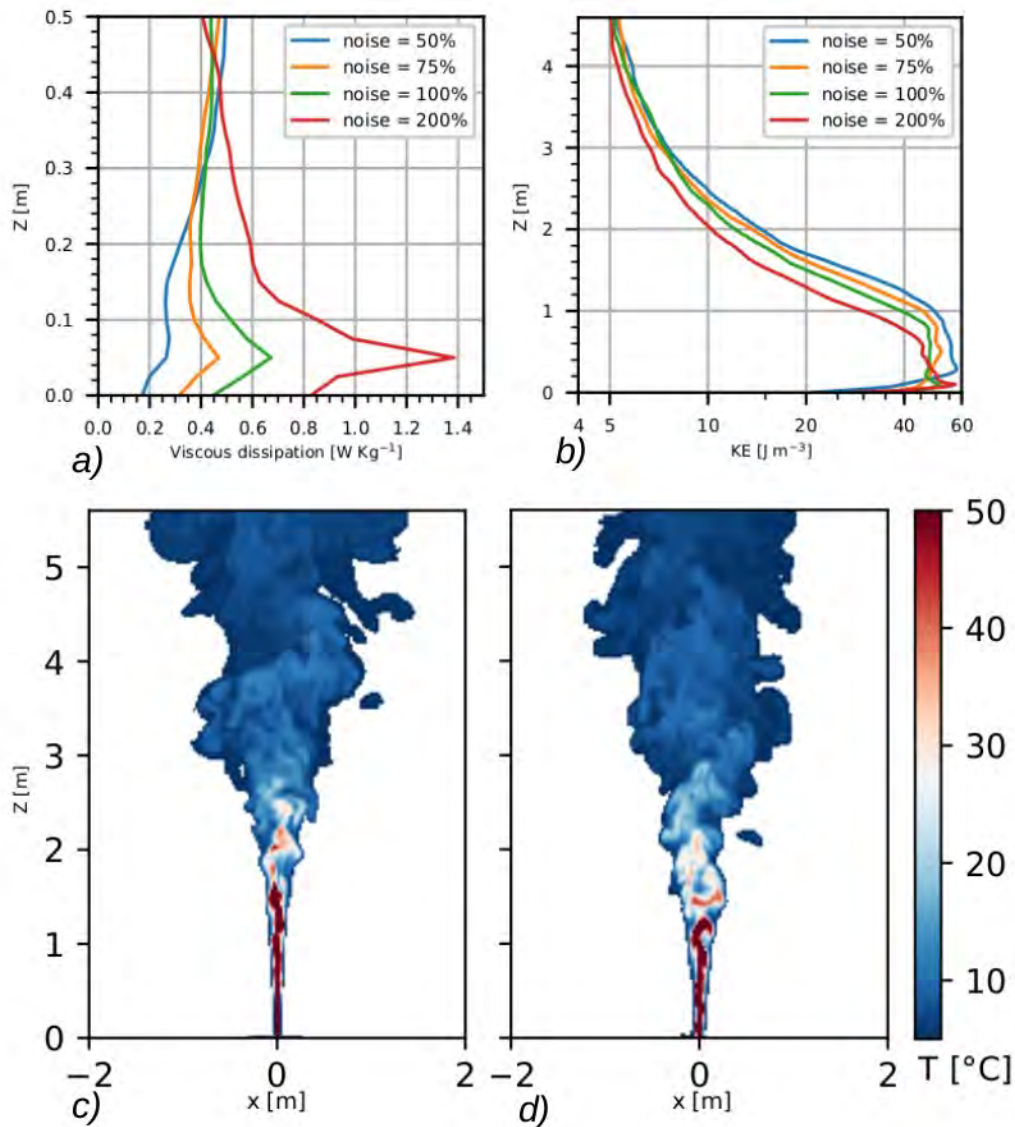 0.5
0.4
0.3
0.2
0.1
0.0
Z [m]
noise = 50%
noise = 75%
noise = 100%
noise = 200%
0.0 0.2 0.4 0.6 0.8 1.0 1.2 1.4
Viscous dissipation [W Kg⁻¹]
a)
4
3
2
1
0
Z [m]
noise = 50%
noise = 75%
noise = 100%
noise = 200%
4 5 10 20 40 60
KE [J m⁻³]
b)
5
4
3
2
1
0
Z [m]
−2 0 2
x [m]
c)
−2 0 2
x [m]
d)
50
40
30
20
10
T [°C]